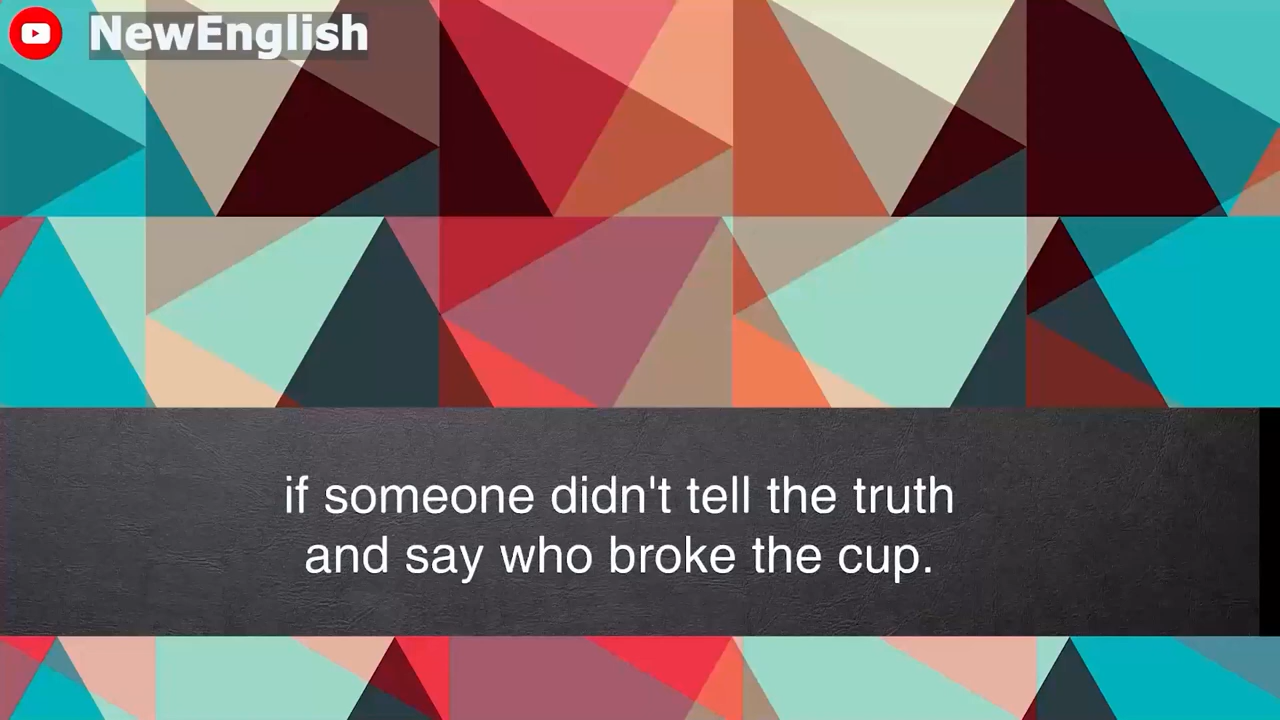 NewEnglish
if someone didn't tell the truth
and say who broke the cup.